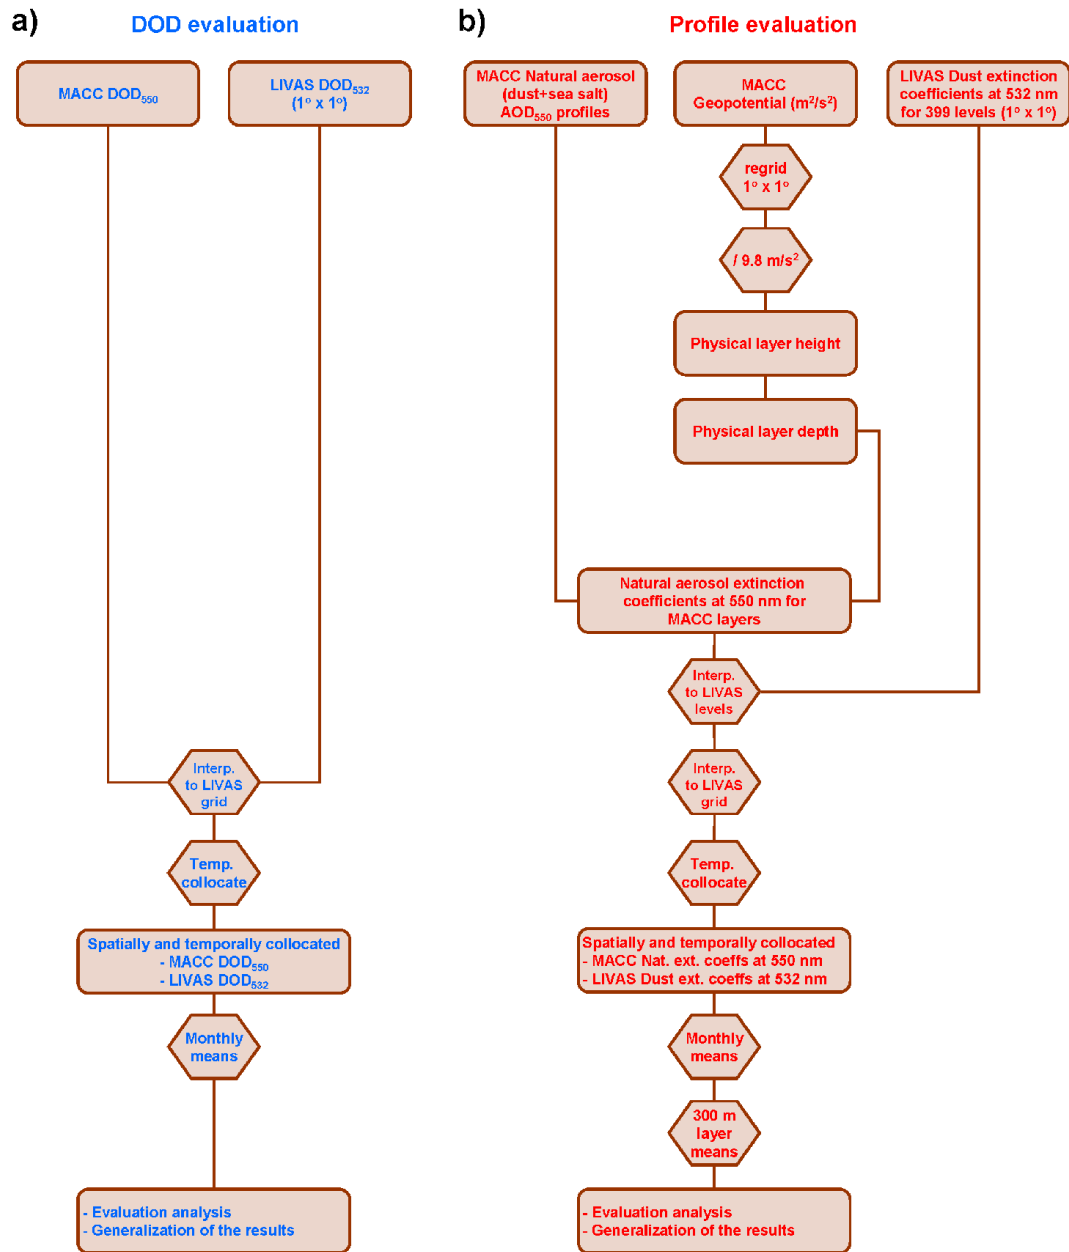 a)
DOD evaluation
MACC DOD₅₅₀
LIVAS DOD₅₃₂
(1° x 1°)
Interp.
to LIVAS
grid
Temp.
collocate
Spatially and temporally collocated
- MACC DOD₅₅₀
- LIVAS DOD₅₃₂
Monthly
means
- Evaluation analysis
- Generalization of the results
b)
Profile evaluation
MACC Natural aerosol
(dust+sea salt)
AOD₅₅₀ profiles
MACC
Geopotential (m²/s²)
LIVAS Dust extinction
coefficients at 532 nm
for 399 levels (1° x 1°)
regrid
1° x 1°
/ 9.8 m/s²
Physical layer height
Physical layer depth
Natural aerosol extinction
coefficients at 550 nm for
MACC layers
Interp.
to LIVAS
levels
Interp.
to LIVAS
grid
Temp.
collocate
Spatially and temporally collocated
- MACC Nat. ext. coeffs at 550 nm
- LIVAS Dust ext. coeffs at 532 nm
Monthly
means
300 m
layer
means
- Evaluation analysis
- Generalization of the results